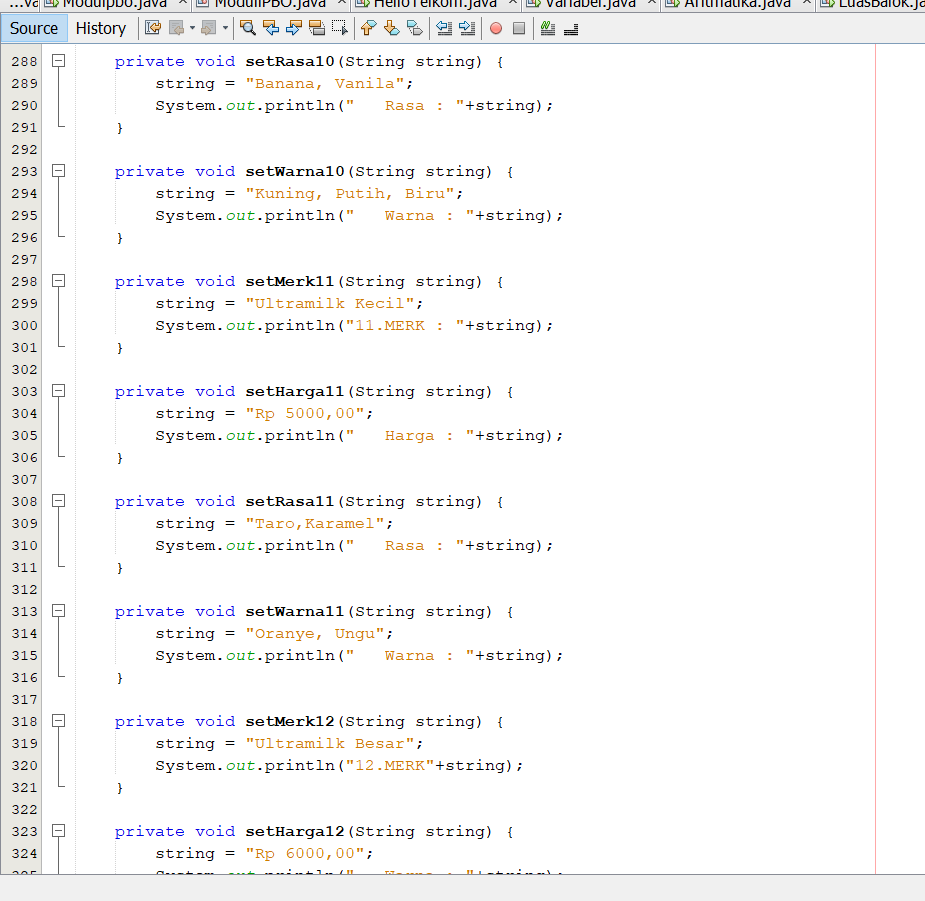 Modulpbo.java × ModulIPBO.java × HelloTelkom.java × Variabel.java × Aritmatika.java × LuasBalok.ja
Source History
288 private void setRasa10(String string) {
289 string = "Banana, Vanila";
290 System.out.println("   Rasa : "+string);
291 }
292
293 private void setWarna10(String string) {
294 string = "Kuning, Putih, Biru";
295 System.out.println("   Warna : "+string);
296 }
297
298 private void setMerk11(String string) {
299 string = "Ultramilk Kecil";
300 System.out.println("11.MERK : "+string);
301 }
302
303 private void setHarga11(String string) {
304 string = "Rp 5000,00";
305 System.out.println("   Harga : "+string);
306 }
307
308 private void setRasa11(String string) {
309 string = "Taro,Karamel";
310 System.out.println("   Rasa : "+string);
311 }
312
313 private void setWarna11(String string) {
314 string = "Oranye, Ungu";
315 System.out.println("   Warna : "+string);
316 }
317
318 private void setMerk12(String string) {
319 string = "Ultramilk Besar";
320 System.out.println("12.MERK"+string);
321 }
322
323 private void setHarga12(String string) {
324 string = "Rp 6000,00";